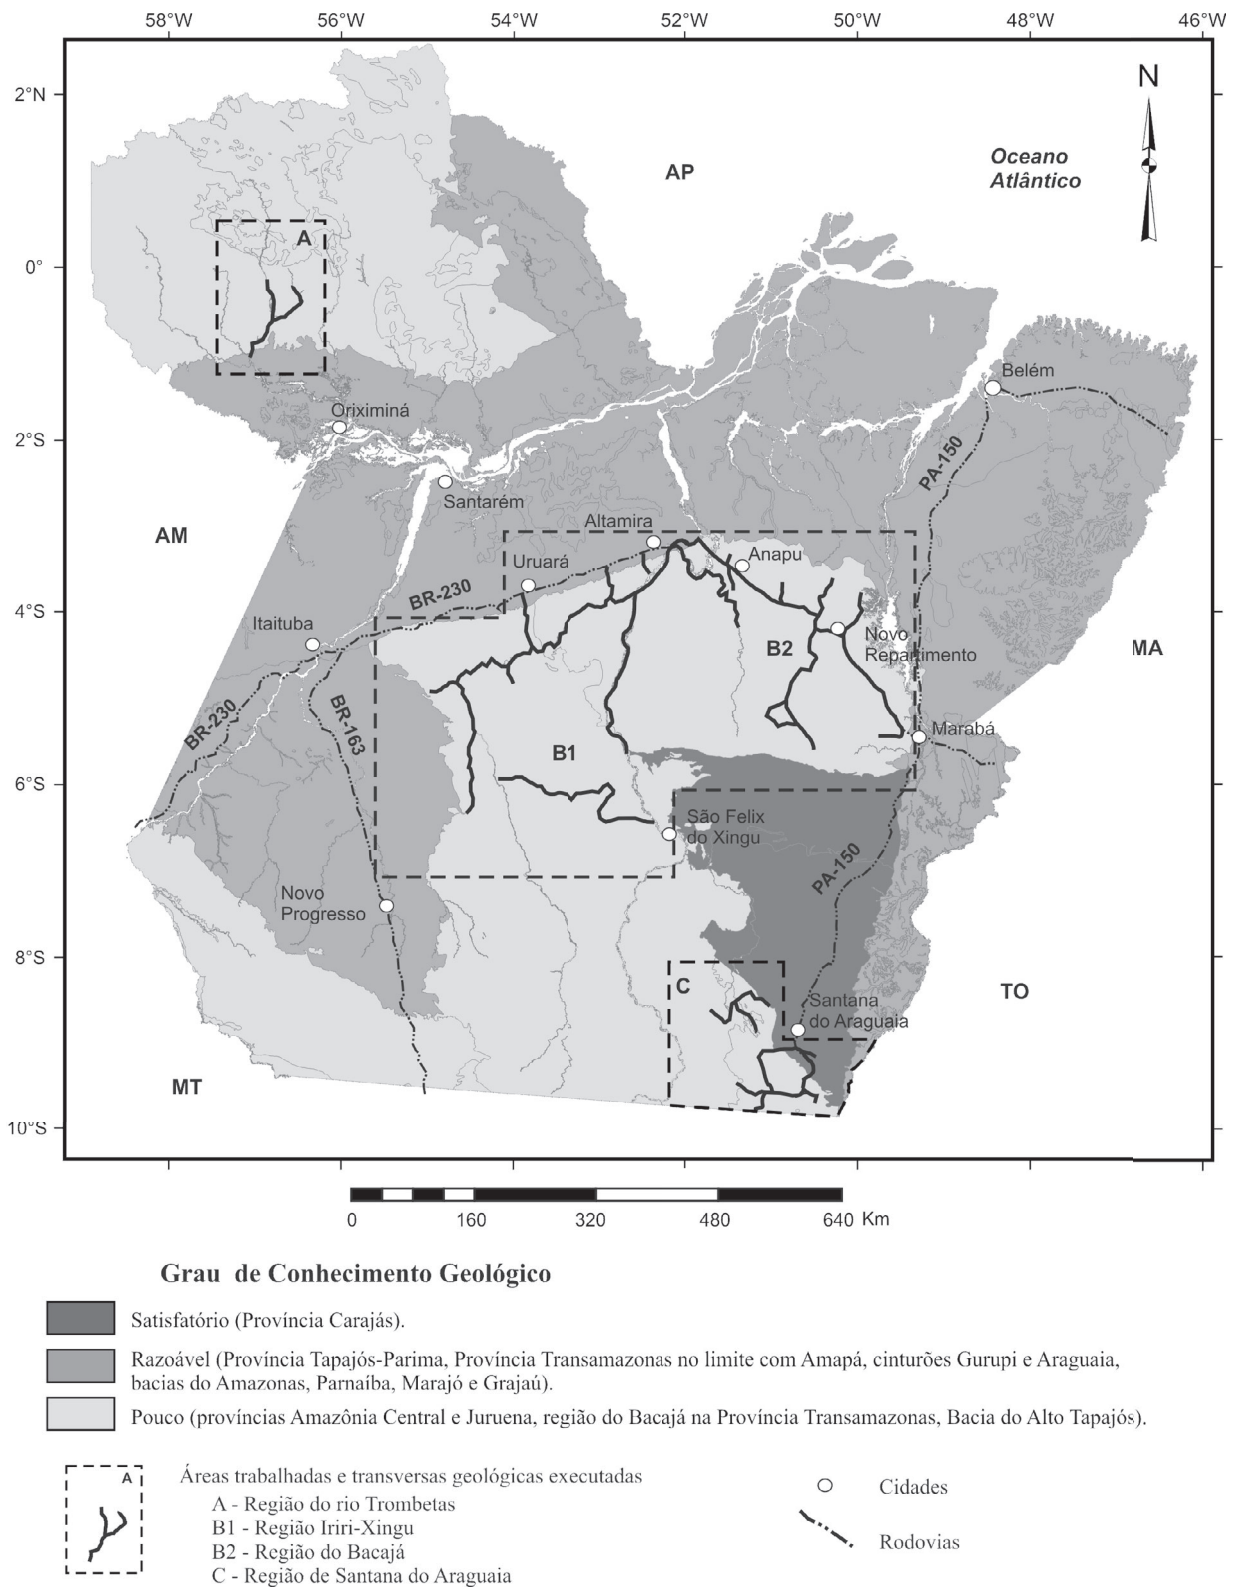 58°W 56°W 54°W 52°W 50°W 48°W 46°W
2°N
N
AP
Oceano
Atlântico
A
0°
Belém
Oriximiná
2°S
PA-150
Santarém
AM
Altamira
Anapu
Uruará
BR-230
4°S
Itaituba
Novo
Repartimento
B2
MA
BR-230
BR-163
Marabá
B1
6°S
São Felix
do Xingu
PA-150
Novo
Progresso
8°S
C
TO
Santana
do Araguaia
MT
10°S
0 160 320 480 640 Km
Grau de Conhecimento Geológico
Satisfatório (Província Carajás).
Razoável (Província Tapajós-Parima, Província Transamazonas no limite com Amapá, cinturões Gurupi e Araguaia,
bacias do Amazonas, Parnaíba, Marajó e Grajaú).
Pouco (províncias Amazônia Central e Juruena, região do Bacajá na Província Transamazonas, Bacia do Alto Tapajós).
A
Áreas trabalhadas e transversas geológicas executadas
A - Região do rio Trombetas
B1 - Região Iriri-Xingu
B2 - Região do Bacajá
C - Região de Santana do Araguaia
Cidades
Rodovias